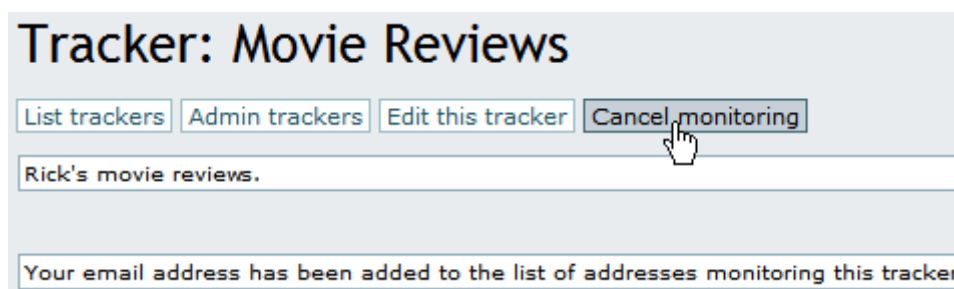 Tracker: Movie Reviews
List trackers Admin trackers Edit this tracker Cancel monitoring
Rick's movie reviews.
Your email address has been added to the list of addresses monitoring this tracker